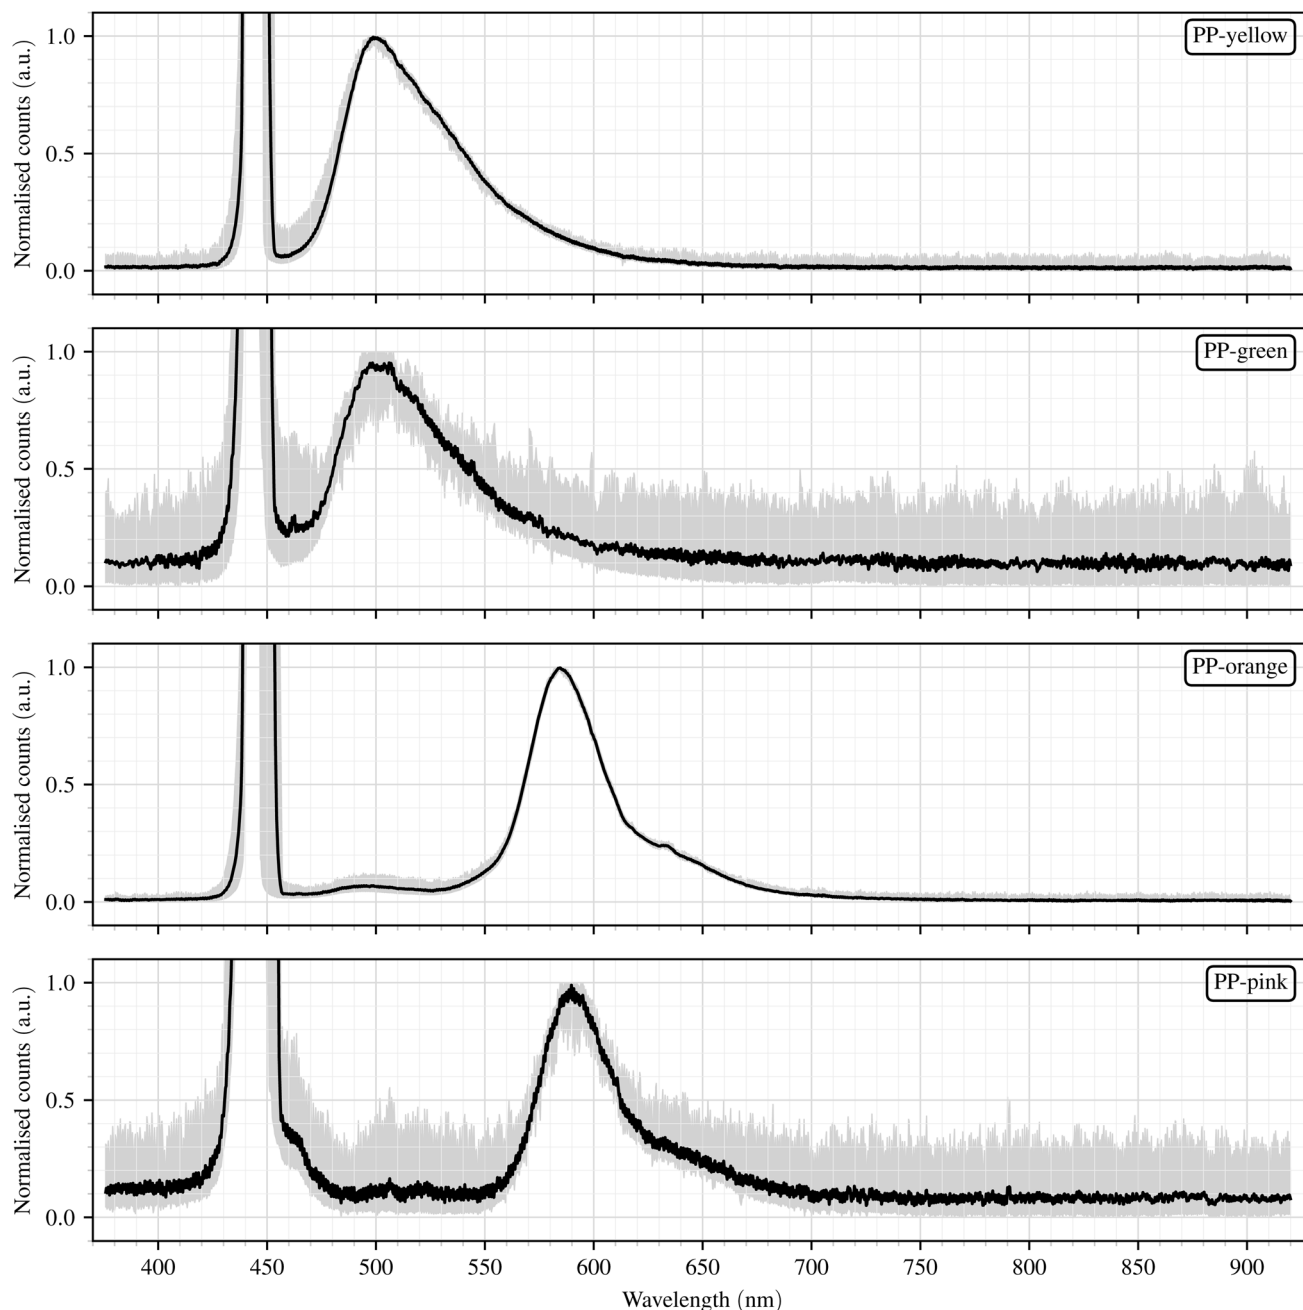 PP-yellow
Normalised counts (a.u.)
1.0
0.5
0.0
PP-green
Normalised counts (a.u.)
1.0
0.5
0.0
PP-orange
Normalised counts (a.u.)
1.0
0.5
0.0
PP-pink
Normalised counts (a.u.)
1.0
0.5
0.0
400 450 500 550 600 650 700 750 800 850 900
Wavelength (nm)